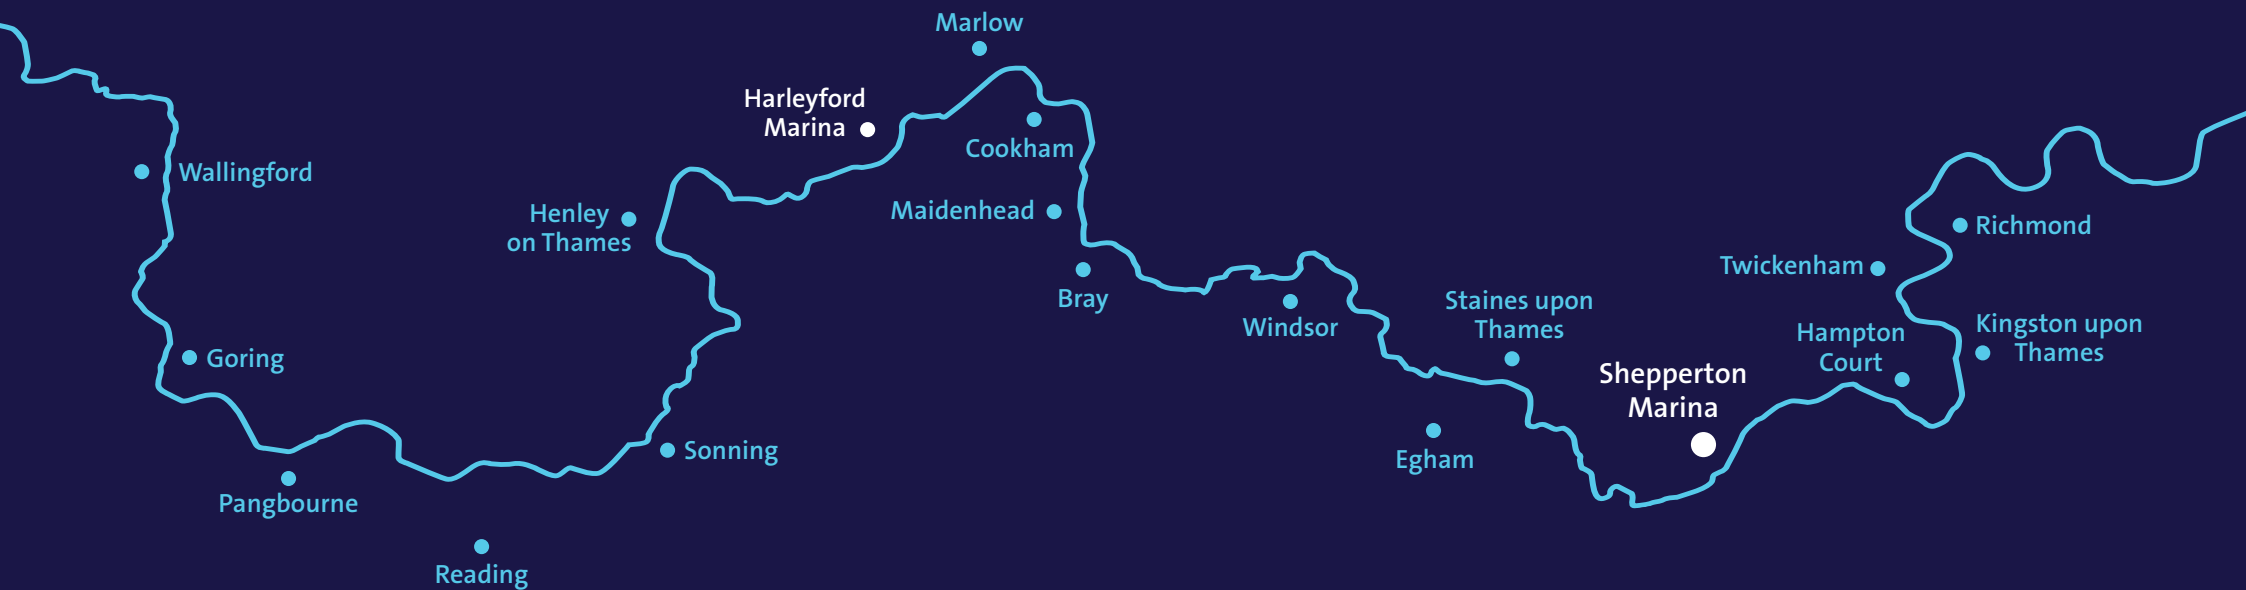 Marlow
Harleyford
Marina
Cookham
Wallingford
Henley
on Thames
Maidenhead
Richmond
Twickenham
Bray
Windsor
Staines upon
Thames
Kingston upon
Thames
Hampton
Court
Goring
Shepperton
Marina
Sonning
Egham
Pangbourne
Reading